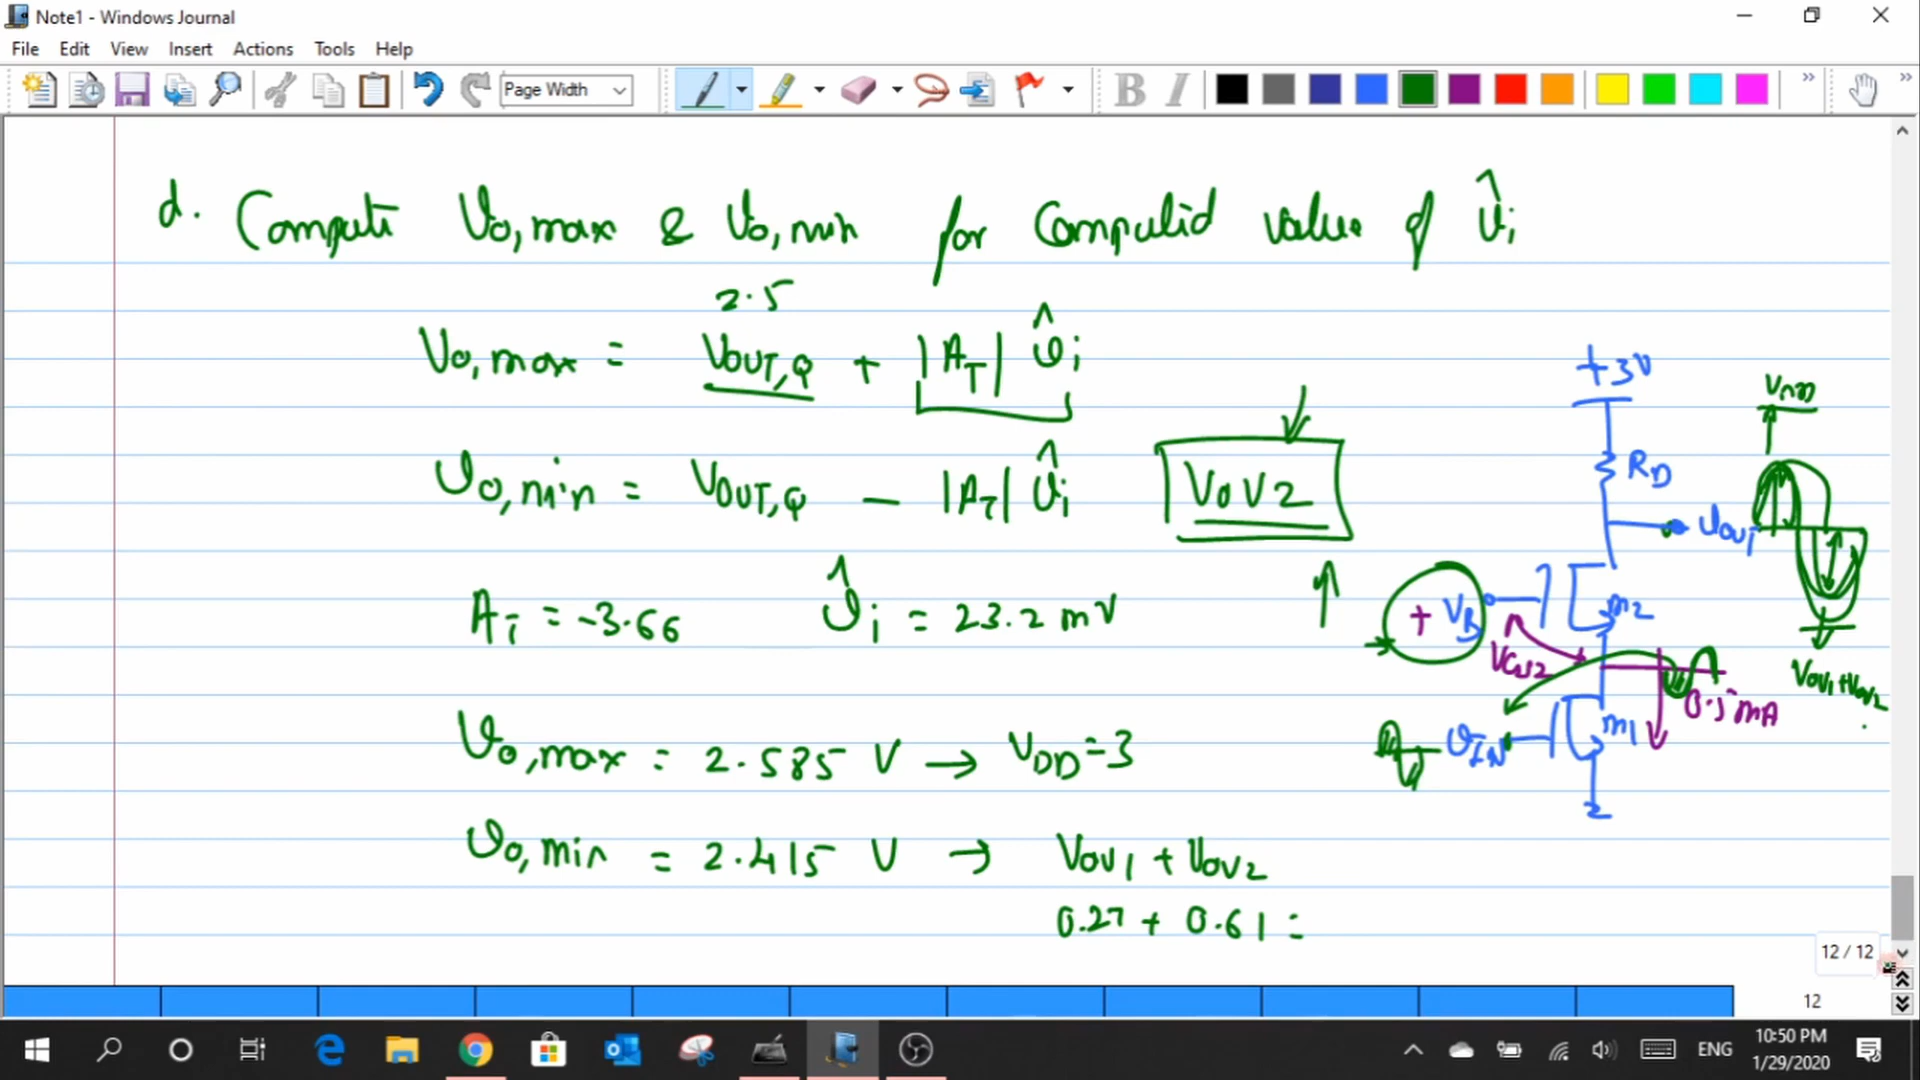 Note1 - Windows Journal
File Edit View Insert Actions Tools Help
Page Width
B I
d. Compute Vo,max & Vo,min for Computed value of v̂i
2.5
Vo,max = VOUT,Q + |AT| v̂i
Vo,min = VOUT,Q - |AT| v̂i
VOV2
AT = -3.66 v̂i = 23.2 mV
Vo,max = 2.585 V → VDD=3
Vo,min = 2.415 V → VOV1 + VOV2
0.27 + 0.61 =
+3V
VDD
RD
VOUT
+ VB
M2
VGS2
0.5 mA
VOV1+VOV2
VIN
M1
12 / 12
12
ENG
10:50 PM
1/29/2020